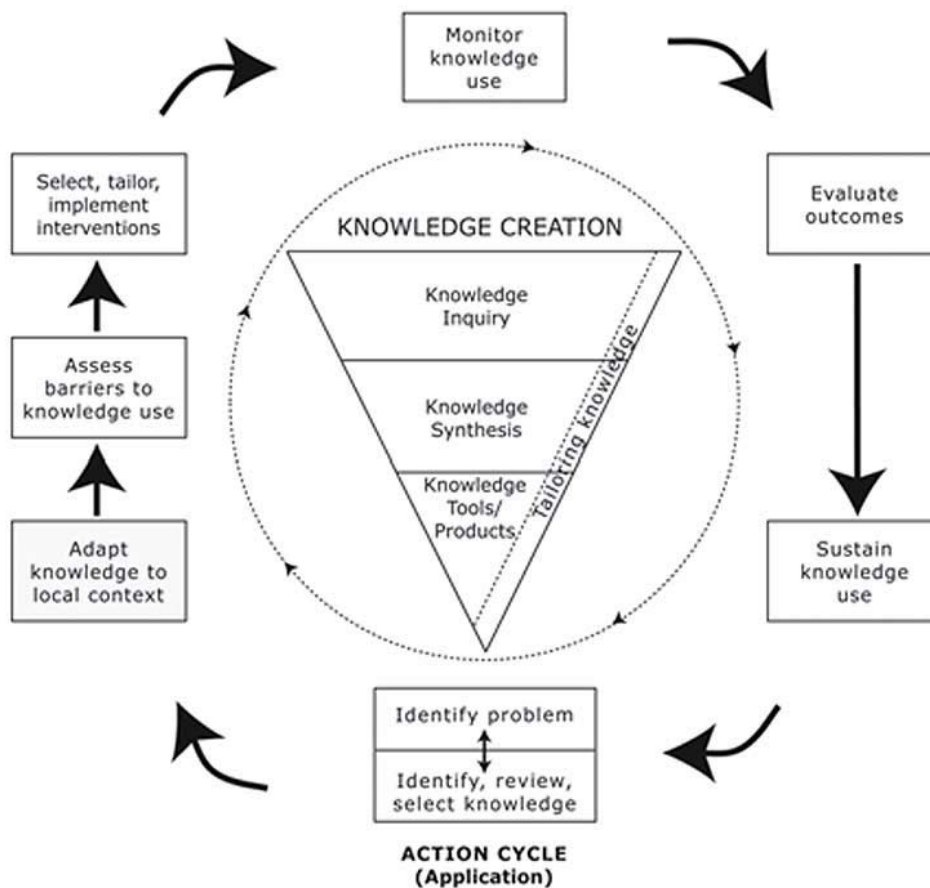 Monitor
knowledge
use
Select, tailor,
implement
interventions
Evaluate
outcomes
KNOWLEDGE CREATION
Knowledge
Inquiry
Assess
barriers to
knowledge use
Knowledge
Synthesis
Tailoring knowledge
Knowledge
Tools/
Products
Adapt
knowledge to
local context
Sustain
knowledge
use
Identify problem
Identify, review,
select knowledge
ACTION CYCLE
(Application)